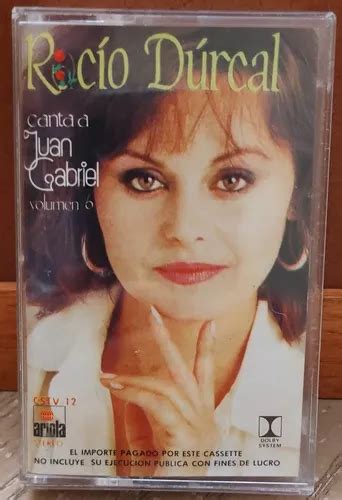 Rocío Dúrcal
canta a
Juan
Gabriel
volumen 6
CSTV 12
ariola
STEREO
DOLBY
SYSTEM
EL IMPORTE PAGADO POR ESTE CASSETTE
NO INCLUYE SU EJECUCION PUBLICA CON FINES DE LUCRO